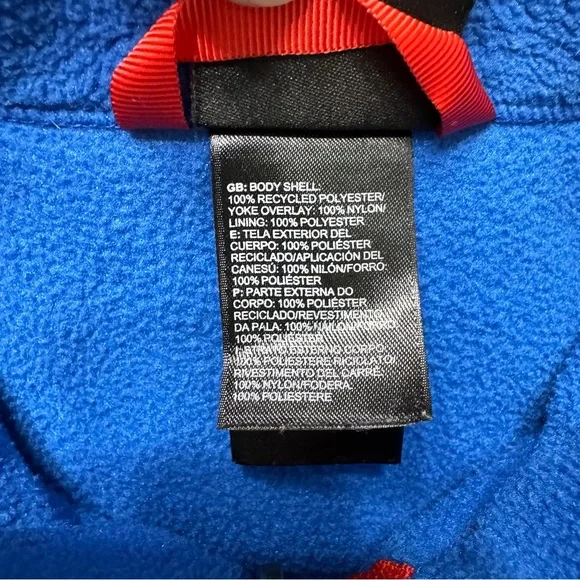 GB: BODY SHELL:
100% RECYCLED POLYESTER/
YOKE OVERLAY: 100% NYLON/
LINING: 100% POLYESTER
E: TELA EXTERIOR DEL
CUERPO: 100% POLIÉSTER
RECICLADO/APLICACIÓN DEL
CANESÚ: 100% NILÓN/FORRO:
100% POLIÉSTER
P: PARTE EXTERNA DO
CORPO: 100% POLIÉSTER
RECICLADO/REVESTIMENTO
DA PALA: 100% NÁILON/FORRO:
100% POLIÉSTER
I: STRATO ESTERNO CORPO:
100% POLIESTERE RICICLATO/
RIVESTIMENTO DEL CARRÉ:
100% NYLON/FODERA:
100% POLIESTERE